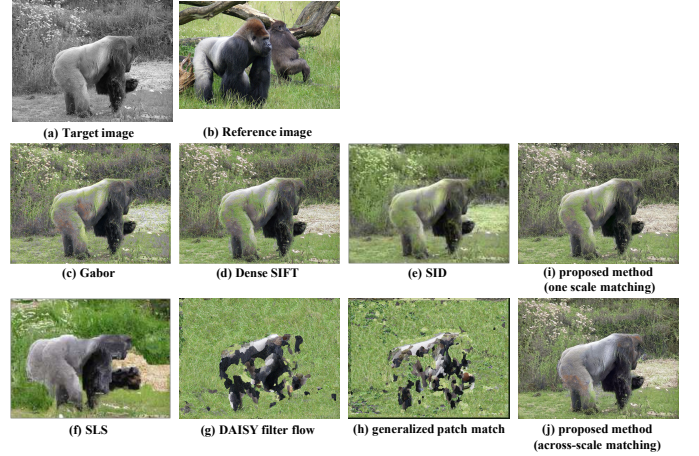 (a) Target image
(b) Reference image
(c) Gabor
(d) Dense SIFT
(e) SID
(i) proposed method
(one scale matching)
(f) SLS
(g) DAISY filter flow
(h) generalized patch match
(j) proposed method
(across-scale matching)